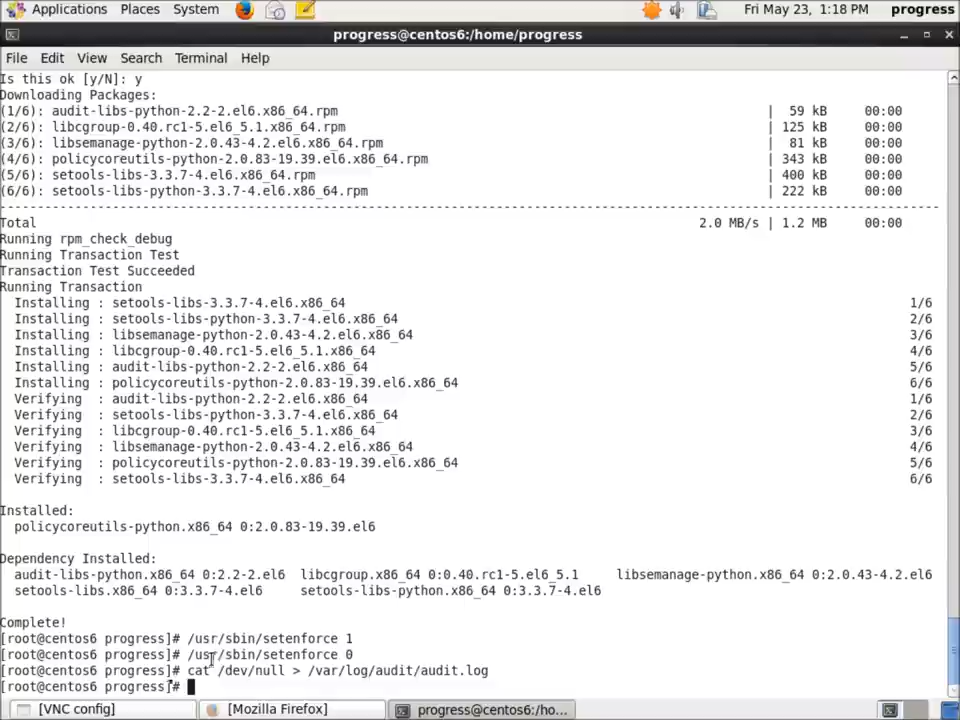 Applications Places System Fri May 23, 1:18 PM progress
progress@centos6:/home/progress
File Edit View Search Terminal Help
Is this ok [y/N]: y
Downloading Packages:
(1/6): audit-libs-python-2.2-2.el6.x86_64.rpm | 59 kB 00:00
(2/6): libcgroup-0.40.rc1-5.el6_5.1.x86_64.rpm | 125 kB 00:00
(3/6): libsemanage-python-2.0.43-4.2.el6.x86_64.rpm | 81 kB 00:00
(4/6): policycoreutils-python-2.0.83-19.39.el6.x86_64.rpm | 343 kB 00:00
(5/6): setools-libs-3.3.7-4.el6.x86_64.rpm | 400 kB 00:00
(6/6): setools-libs-python-3.3.7-4.el6.x86_64.rpm | 222 kB 00:00
--------------------------------------------------------------------------------
Total 2.0 MB/s | 1.2 MB 00:00
Running rpm_check_debug
Running Transaction Test
Transaction Test Succeeded
Running Transaction
Installing : setools-libs-3.3.7-4.el6.x86_64 1/6
Installing : setools-libs-python-3.3.7-4.el6.x86_64 2/6
Installing : libsemanage-python-2.0.43-4.2.el6.x86_64 3/6
Installing : libcgroup-0.40.rc1-5.el6_5.1.x86_64 4/6
Installing : audit-libs-python-2.2-2.el6.x86_64 5/6
Installing : policycoreutils-python-2.0.83-19.39.el6.x86_64 6/6
Verifying : audit-libs-python-2.2-2.el6.x86_64 1/6
Verifying : setools-libs-python-3.3.7-4.el6.x86_64 2/6
Verifying : libcgroup-0.40.rc1-5.el6_5.1.x86_64 3/6
Verifying : libsemanage-python-2.0.43-4.2.el6.x86_64 4/6
Verifying : policycoreutils-python-2.0.83-19.39.el6.x86_64 5/6
Verifying : setools-libs-3.3.7-4.el6.x86_64 6/6
Installed:
policycoreutils-python.x86_64 0:2.0.83-19.39.el6
Dependency Installed:
audit-libs-python.x86_64 0:2.2-2.el6 libcgroup.x86_64 0:0.40.rc1-5.el6_5.1 libsemanage-python.x86_64 0:2.0.43-4.2.el6
setools-libs.x86_64 0:3.3.7-4.el6 setools-libs-python.x86_64 0:3.3.7-4.el6
Complete!
[root@centos6 progress]# /usr/sbin/setenforce 1
[root@centos6 progress]# /usr/sbin/setenforce 0
[root@centos6 progress]# cat /dev/null > /var/log/audit/audit.log
[root@centos6 progress]#
[VNC config] [Mozilla Firefox] progress@centos6:/ho...